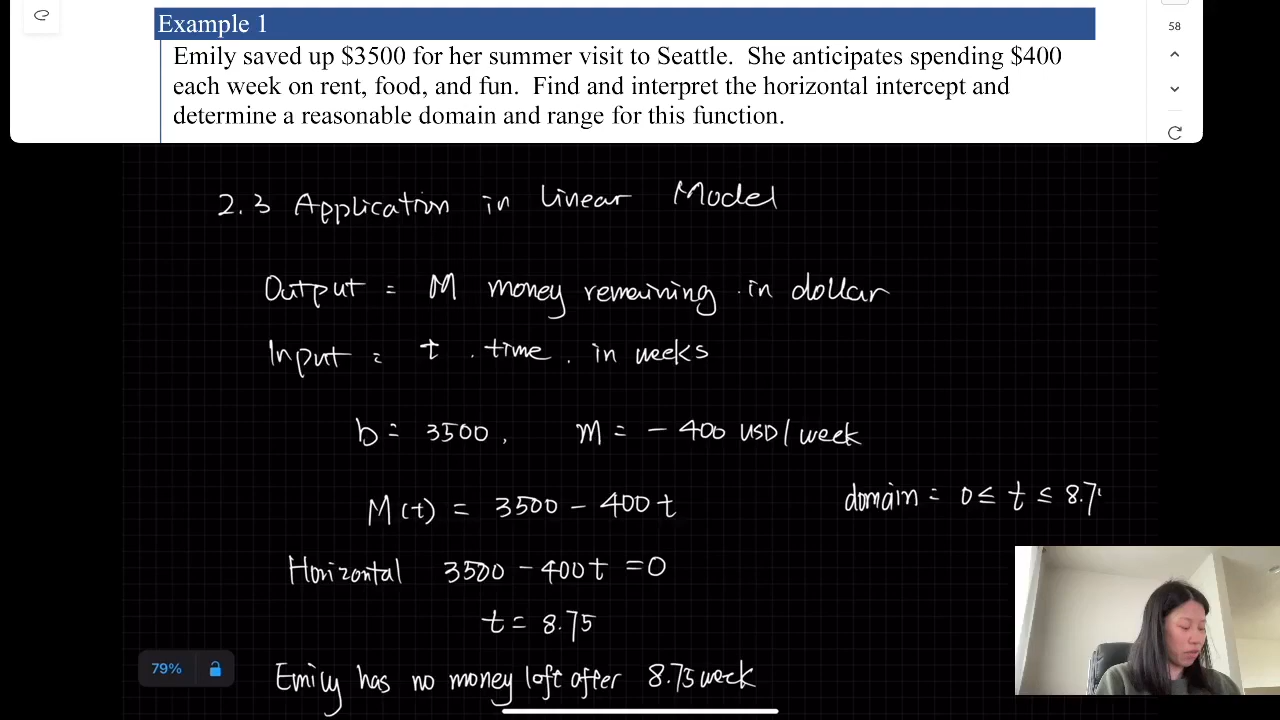 58
Example 1
Emily saved up $3500 for her summer visit to Seattle.  She anticipates spending $400
each week on rent, food, and fun.  Find and interpret the horizontal intercept and
determine a reasonable domain and range for this function.
2.3 Application in Linear Model
Output = M money remaining . in dollar
Input = t . time . in weeks
b = 3500, m = - 400 USD/week
M(t) = 3500 - 400t
domain = 0 ≤ t ≤ 8.7
Horizontal 3500 - 400t = 0
t = 8.75
Emily has no money left after 8.75 week
79%